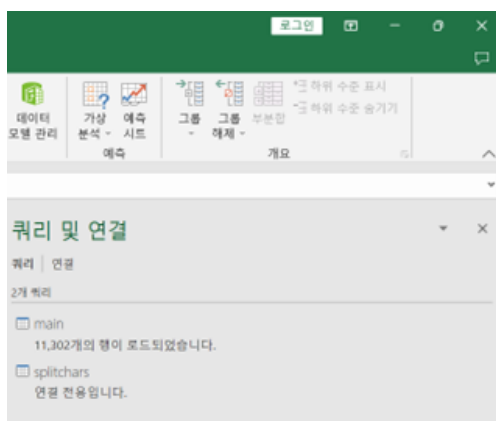 로그인
하위 수준 표시
하위 수준 숨기기
데이터 모델 관리
가상 분석
예측 시트
그룹
그룹 해제
부분합
예측
개요
쿼리 및 연결
쿼리 | 연결
2개 쿼리
main
11,302개의 행이 로드되었습니다.
splitchars
연결 전용입니다.